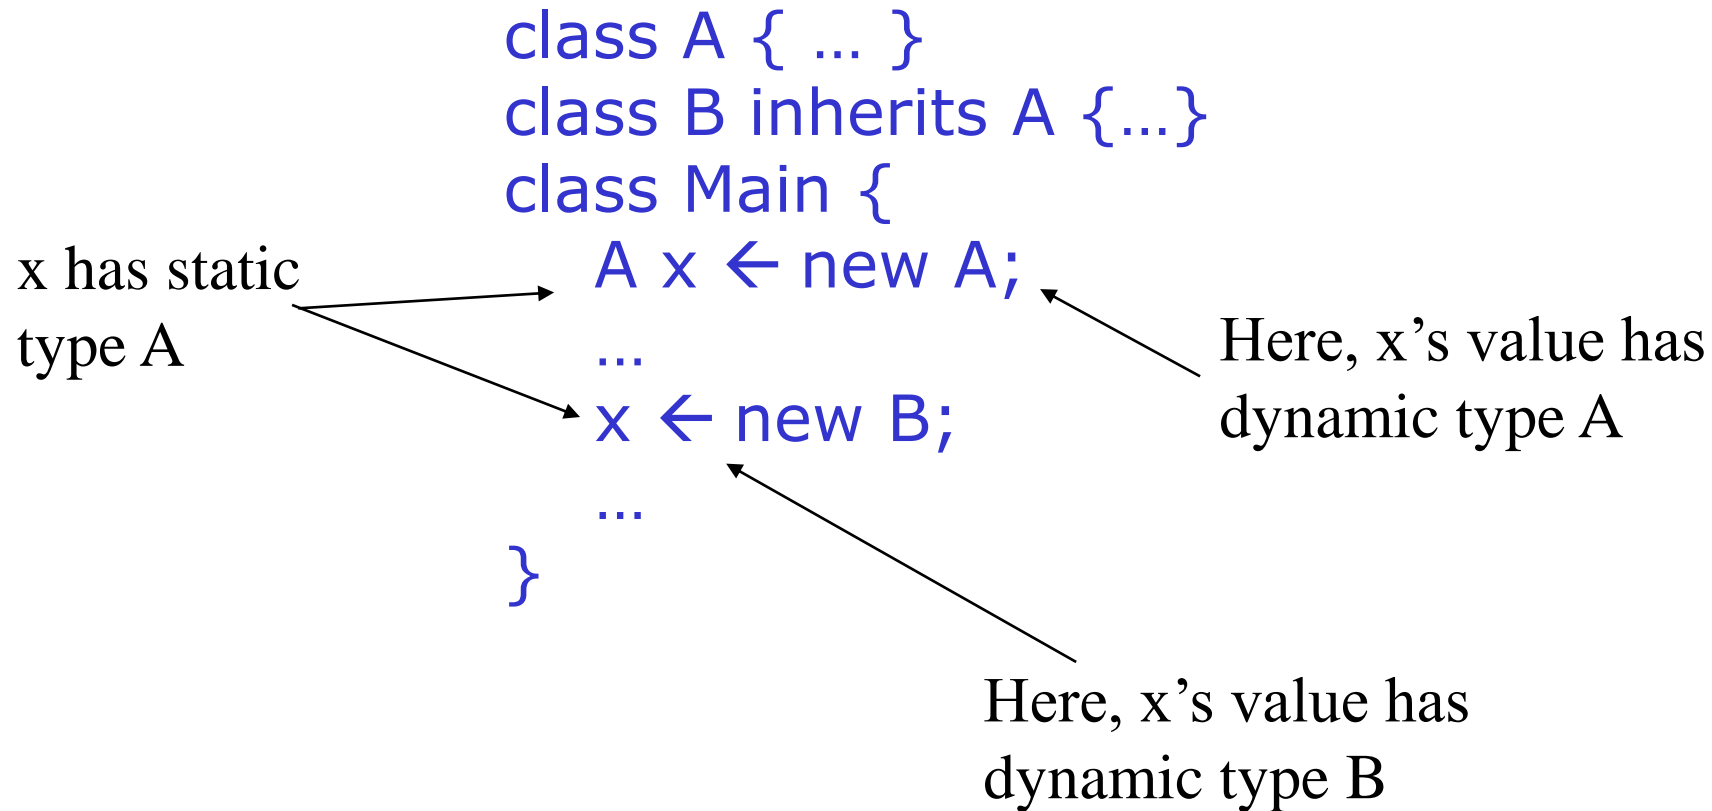 class A { … }
class B inherits A {…}
class Main {
A x ← new A;
…
x ← new B;
…
}
x has static
type A
Here, x’s value has
dynamic type A
Here, x’s value has
dynamic type B